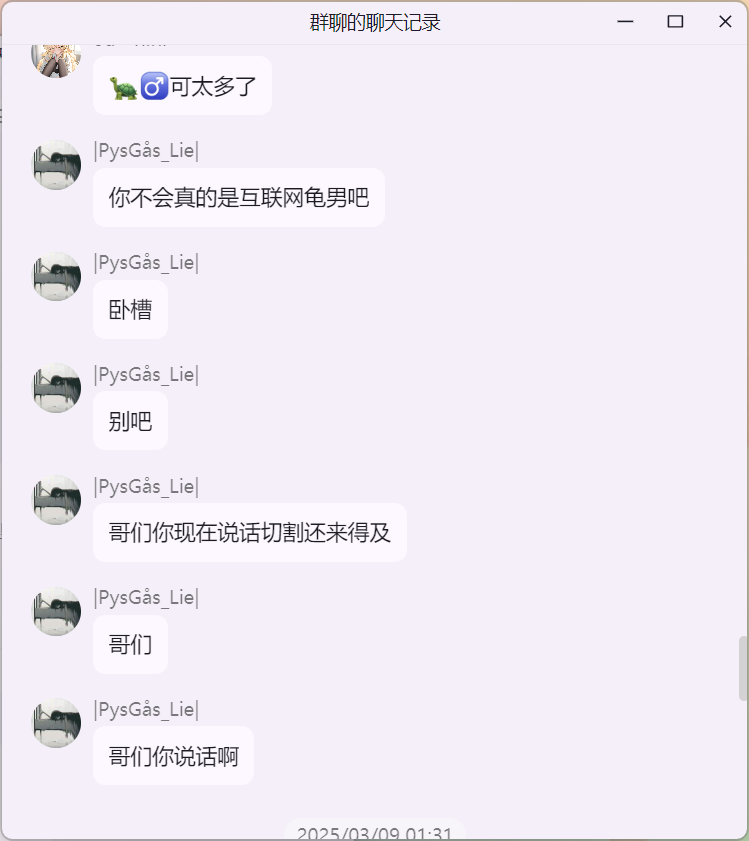 群聊的聊天记录
🐢♂️可太多了
|PysGås_Lie|
你不会真的是互联网龟男吧
|PysGås_Lie|
卧槽
|PysGås_Lie|
别吧
|PysGås_Lie|
哥们你现在说话切割还来得及
|PysGås_Lie|
哥们
|PysGås_Lie|
哥们你说话啊
2025/03/09 01:31